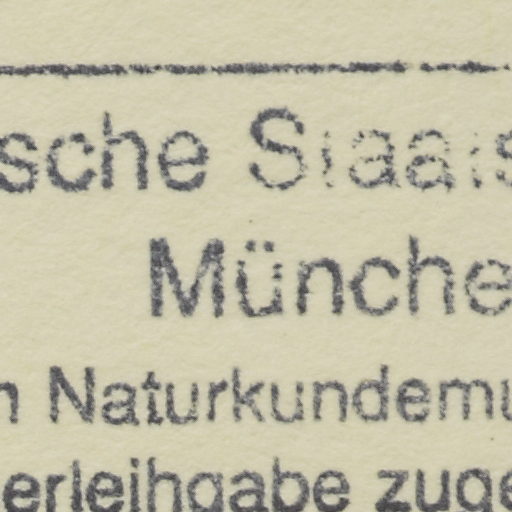 sche Staats
Münche
n Naturkundemu
erleihgabe zuge